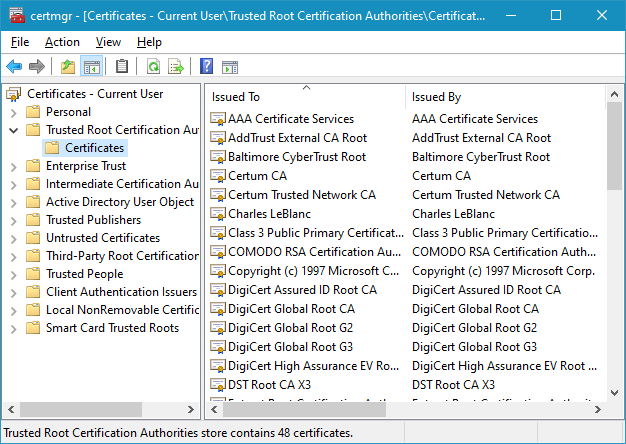 certmgr - [Certificates - Current User\Trusted Root Certification Authorities\Certificat...
File Action View Help
Issued To Issued By
Certificates - Current User
Personal
Trusted Root Certification Au
Certificates
Enterprise Trust
Intermediate Certification Au
Active Directory User Object
Trusted Publishers
Untrusted Certificates
Third-Party Root Certification
Trusted People
Client Authentication Issuers
Local NonRemovable Certific
Smart Card Trusted Roots
AAA Certificate Services AAA Certificate Services
AddTrust External CA Root AddTrust External CA Root
Baltimore CyberTrust Root Baltimore CyberTrust Root
Certum CA Certum CA
Certum Trusted Network CA Certum Trusted Network CA
Charles LeBlanc Charles LeBlanc
Class 3 Public Primary Certificat... Class 3 Public Primary Certificatio...
COMODO RSA Certification Au... COMODO RSA Certification Auth...
Copyright (c) 1997 Microsoft C... Copyright (c) 1997 Microsoft Corp.
DigiCert Assured ID Root CA DigiCert Assured ID Root CA
DigiCert Global Root CA DigiCert Global Root CA
DigiCert Global Root G2 DigiCert Global Root G2
DigiCert Global Root G3 DigiCert Global Root G3
DigiCert High Assurance EV Ro... DigiCert High Assurance EV Root ...
DST Root CA X3 DST Root CA X3
Trusted Root Certification Authorities store contains 48 certificates.